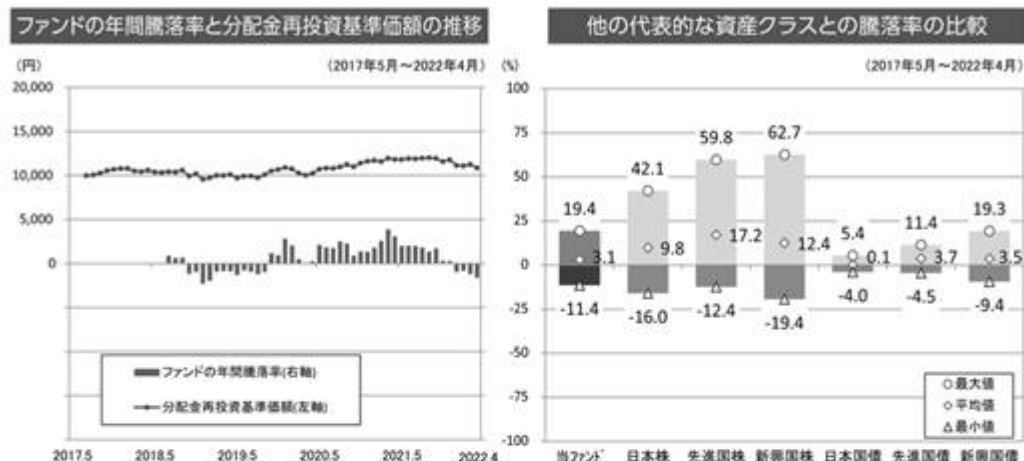 ファンドの年間騰落率と分配金再投資基準価額の推移
(円)
(2017年5月～2022年4月)
20,000
15,000
10,000
5,000
0
ファンドの年間騰落率(右軸)
分配金再投資基準価額(左軸)
2017.5 2018.5 2019.5 2020.5 2021.5 2022.4
他の代表的な資産クラスとの騰落率の比較
(%)
(2017年5月～2022年4月)
100
75
50
25
0
-25
-50
-75
-100
19.4 42.1 59.8 62.7 5.4 11.4 19.3
3.1 9.8 17.2 12.4 0.1 3.7 3.5
-11.4 -16.0 -12.4 -19.4 -4.0 -4.5 -9.4
最大値
平均値
最小値
当ファンド 日本株 先進国株 新興国株 日本国債 先進国債 新興国債